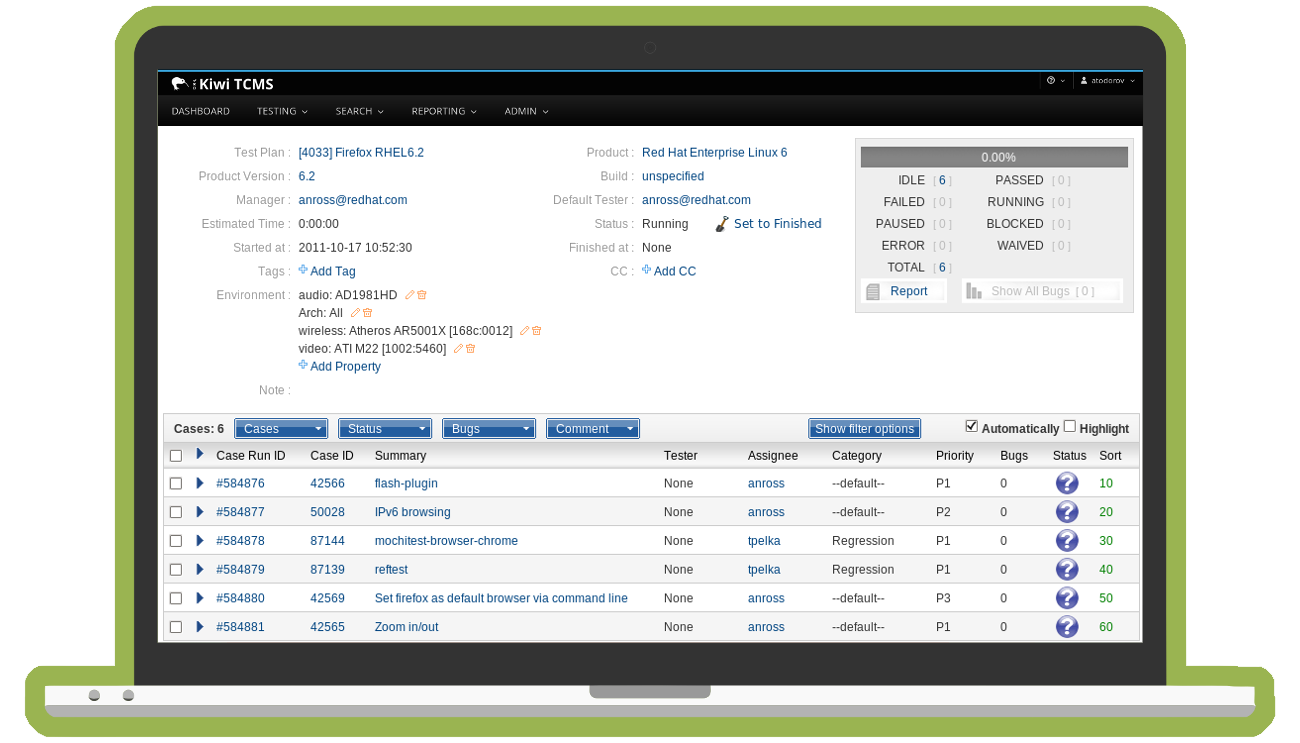 Kiwi TCMS
atodorov
DASHBOARD TESTING SEARCH REPORTING ADMIN
Test Plan : [4033] Firefox RHEL6.2 Product : Red Hat Enterprise Linux 6
Product Version : 6.2 Build : unspecified
Manager : anross@redhat.com Default Tester : anross@redhat.com
Estimated Time : 0:00:00 Status : Running Set to Finished
Started at : 2011-10-17 10:52:30 Finished at : None
Tags : Add Tag CC : Add CC
Environment : audio: AD1981HD
Arch: All
wireless: Atheros AR5001X [168c:0012]
video: ATI M22 [1002:5460]
Add Property
Note :
0.00%
IDLE [ 6 ] PASSED [ 0 ]
FAILED [ 0 ] RUNNING [ 0 ]
PAUSED [ 0 ] BLOCKED [ 0 ]
ERROR [ 0 ] WAIVED [ 0 ]
TOTAL [ 6 ]
Report Show All Bugs [ 0 ]
Cases: 6 Cases Status Bugs Comment Show filter options Automatically Highlight
Case Run ID Case ID Summary Tester Assignee Category Priority Bugs Status Sort
#584876 42566 flash-plugin None anross --default-- P1 0 ? 10
#584877 50028 IPv6 browsing None anross --default-- P2 0 ? 20
#584878 87144 mochitest-browser-chrome None tpelka Regression P1 0 ? 30
#584879 87139 reftest None tpelka Regression P1 0 ? 40
#584880 42569 Set firefox as default browser via command line None anross --default-- P3 0 ? 50
#584881 42565 Zoom in/out None anross --default-- P1 0 ? 60